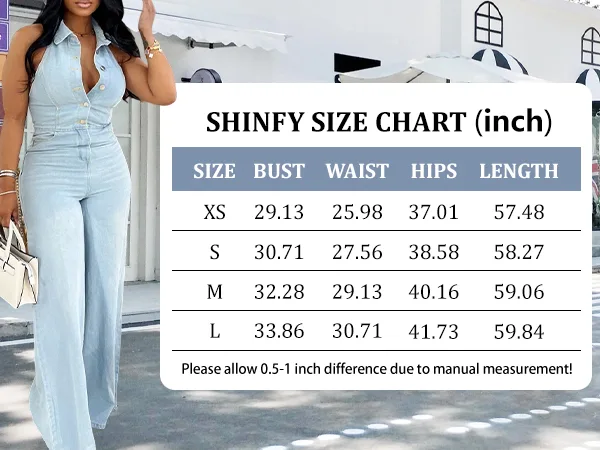 SHINFY SIZE CHART (inch)
SIZE BUST WAIST HIPS LENGTH
XS 29.13 25.98 37.01 57.48
S 30.71 27.56 38.58 58.27
M 32.28 29.13 40.16 59.06
L 33.86 30.71 41.73 59.84
Please allow 0.5-1 inch difference due to manual measurement!